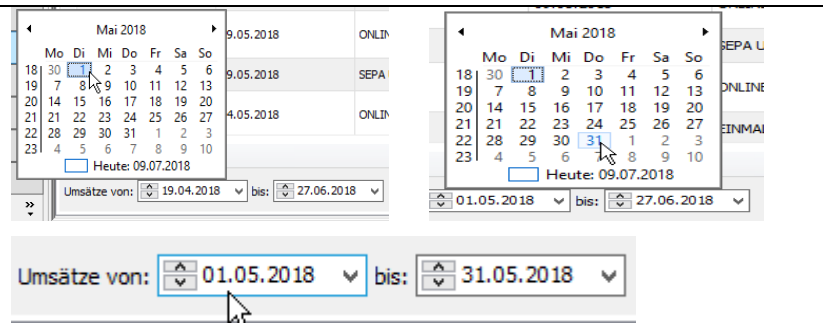 Mai 2018
Mo Di Mi Do Fr Sa So
18 30 1 2 3 4 5 6
19 7 8 9 10 11 12 13
20 14 15 16 17 18 19 20
21 21 22 23 24 25 26 27
22 28 29 30 31 1 2 3
23 4 5 6 7 8 9 10
Heute: 09.07.2018
9.05.2018 ONLIN
9.05.2018 SEPA
4.05.2018 ONLIN
Umsätze von: 19.04.2018 bis: 27.06.2018
Mai 2018
Mo Di Mi Do Fr Sa So
18 30 1 2 3 4 5 6
19 7 8 9 10 11 12 13
20 14 15 16 17 18 19 20
21 21 22 23 24 25 26 27
22 28 29 30 31 1 2 3
23 4 5 6 7 8 9 10
Heute: 09.07.2018
SEPA U
ONLINE
EINMAL
01.05.2018 bis: 27.06.2018
Umsätze von: 01.05.2018 bis: 31.05.2018